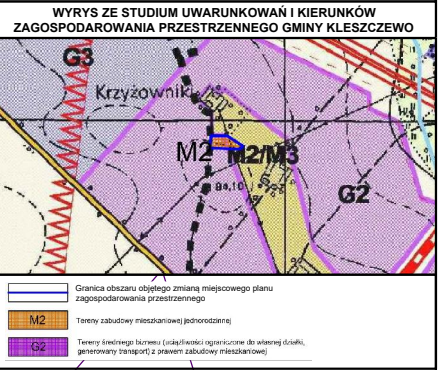 WYRYS ZE STUDIUM UWARUNKOWAŃ I KIERUNKÓW
ZAGOSPODAROWANIA PRZESTRZENNEGO GMINY KLESZCZEWO
G3
Krzyżowniki
M2
M2/M3
94,10
G2
Granica obszaru objętego zmianą miejscowego planu
zagospodarowania przestrzennego
M2
Tereny zabudowy mieszkaniowej jednorodzinnej
G2
Tereny średniego biznesu (uciążliwości ograniczone do własnej działki,
generowany transport) z prawem zabudowy mieszkaniowej